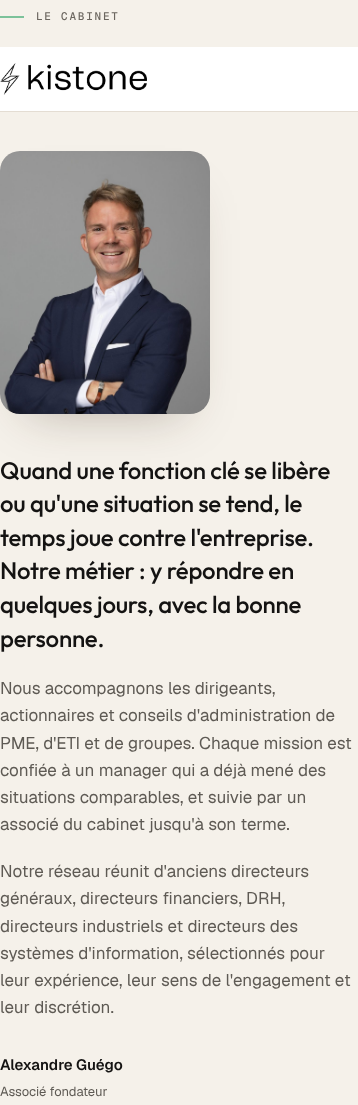 LE CABINET
kistone
Quand une fonction clé se libère
ou qu'une situation se tend, le
temps joue contre l'entreprise.
Notre métier : y répondre en
quelques jours, avec la bonne
personne.
Nous accompagnons les dirigeants,
actionnaires et conseils d'administration de
PME, d'ETI et de groupes. Chaque mission est
confiée à un manager qui a déjà mené des
situations comparables, et suivie par un
associé du cabinet jusqu'à son terme.
Notre réseau réunit d'anciens directeurs
généraux, directeurs financiers, DRH,
directeurs industriels et directeurs des
systèmes d'information, sélectionnés pour
leur expérience, leur sens de l'engagement et
leur discrétion.
Alexandre Guégo
Associé fondateur